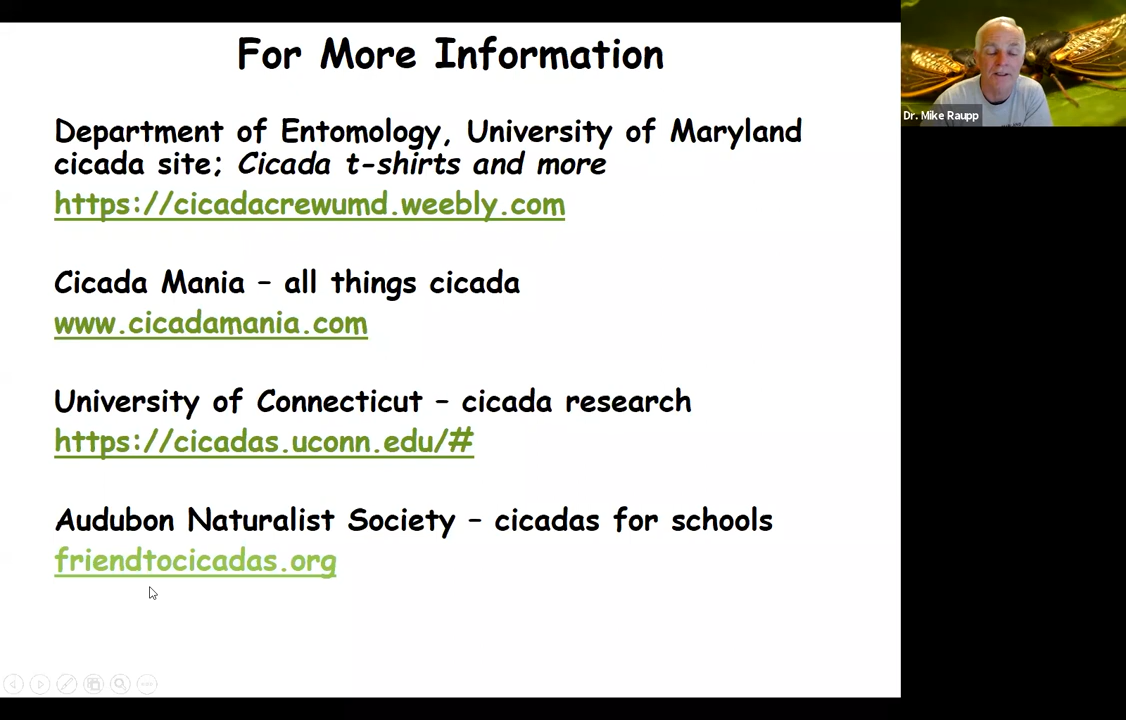 For More Information
Department of Entomology, University of Maryland
cicada site; Cicada t-shirts and more
https://cicadacrewumd.weebly.com
Cicada Mania – all things cicada
www.cicadamania.com
University of Connecticut – cicada research
https://cicadas.uconn.edu/#
Audubon Naturalist Society – cicadas for schools
friendtocicadas.org
Dr. Mike Raupp